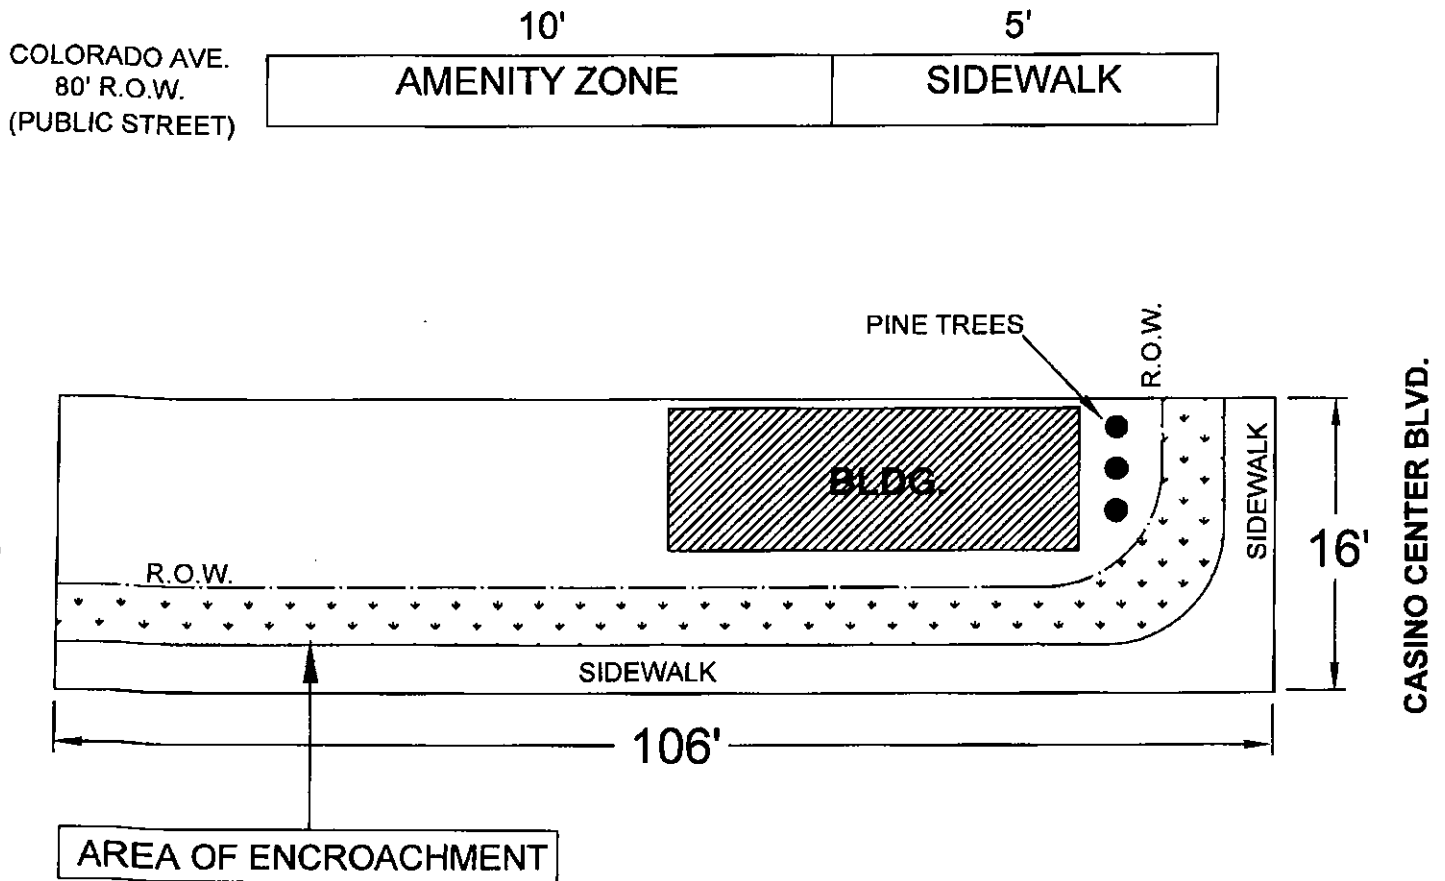 10'
5'
COLORADO AVE.
80' R.O.W.
(PUBLIC STREET)
AMENITY ZONE
SIDEWALK
PINE TREES
R.O.W.
BLDG.
SIDEWALK
16'
CASINO CENTER BLVD.
R.O.W.
SIDEWALK
106'
AREA OF ENCROACHMENT